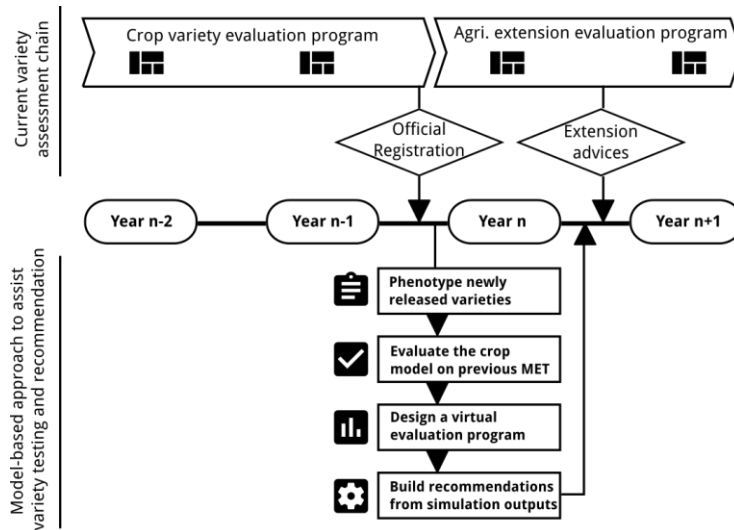 Current variety
assessment chain
Crop variety evaluation program
Agri. extension evaluation program
Official
Registration
Extension
advices
Year n-2
Year n-1
Year n
Year n+1
Model-based approach to assist
variety testing and recommendation
Phenotype newly
released varieties
Evaluate the crop
model on previous MET
Design a virtual
evaluation program
Build recommendations
from simulation outputs